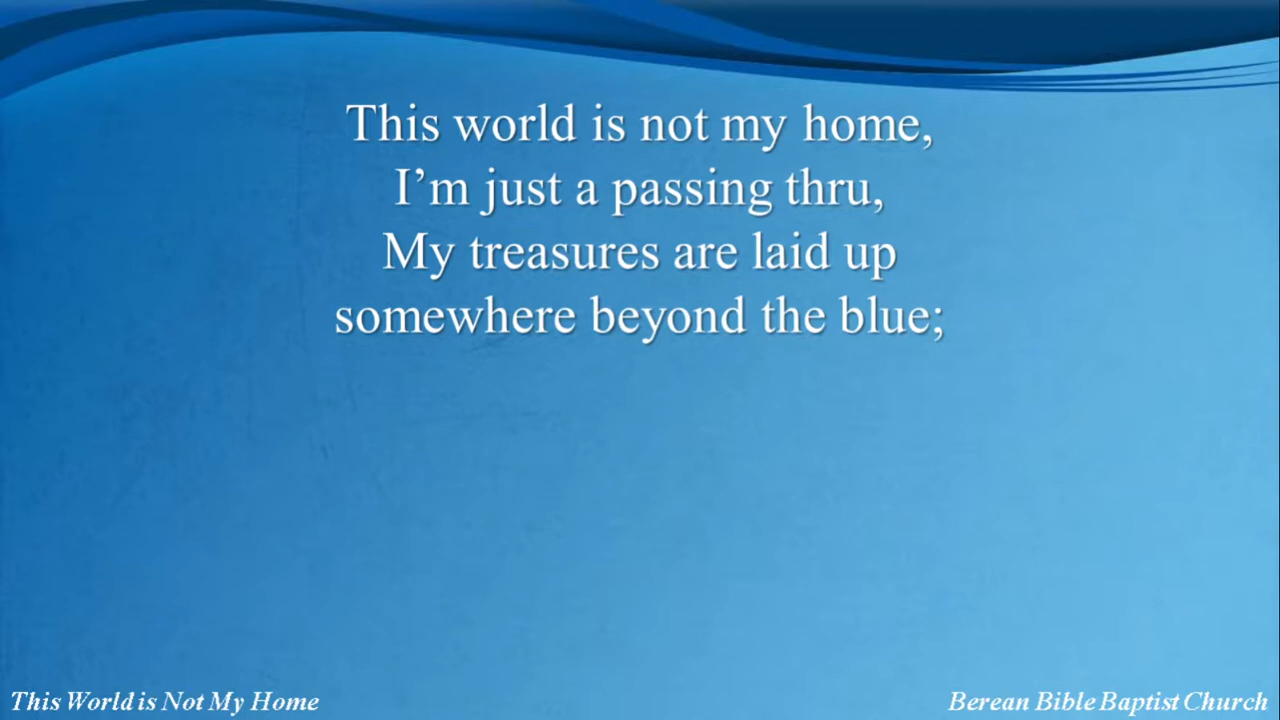 This world is not my home,
I’m just a passing thru,
My treasures are laid up
somewhere beyond the blue;
This World is Not My Home
Berean Bible Baptist Church